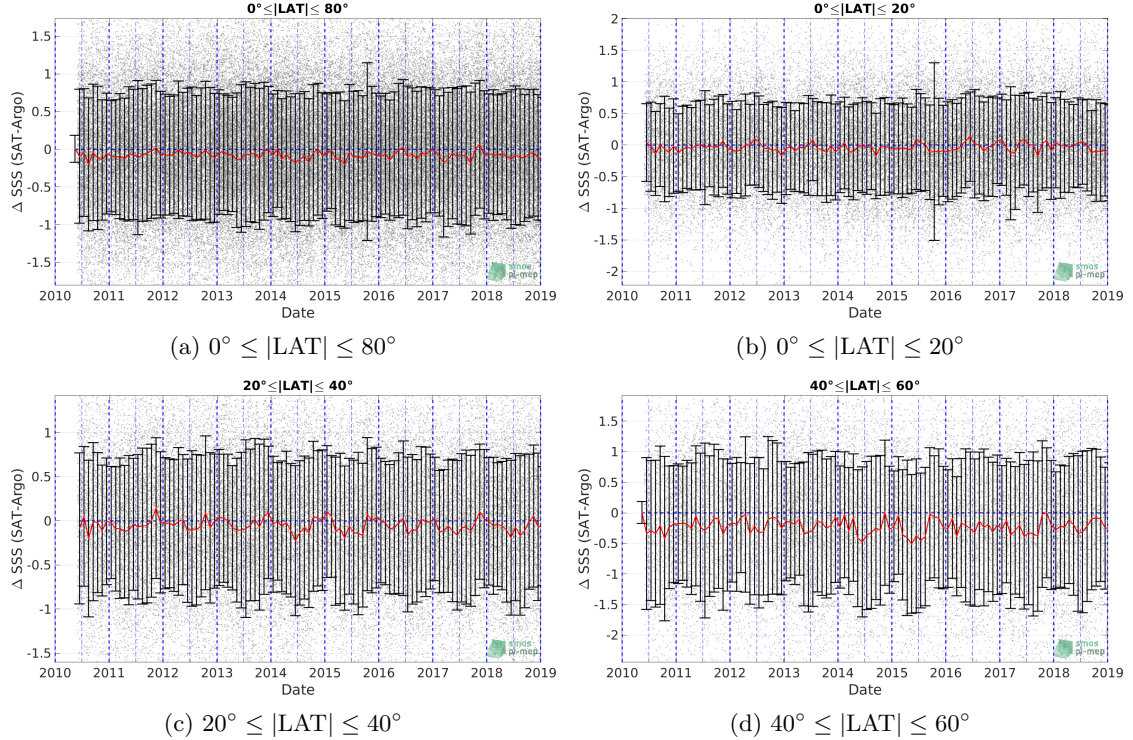 0°≤|LAT|≤ 80°
Δ SSS (SAT-Argo)
1.5
1
0.5
0
-0.5
-1
-1.5
2010 2011 2012 2013 2014 2015 2016 2017 2018 2019
Date
smos
pi-mep
(a) 0° ≤ |LAT| ≤ 80°
0°≤|LAT|≤ 20°
Δ SSS (SAT-Argo)
2
1.5
1
0.5
0
-0.5
-1
-1.5
-2
2010 2011 2012 2013 2014 2015 2016 2017 2018 2019
Date
smos
pi-mep
(b) 0° ≤ |LAT| ≤ 20°
20°≤|LAT|≤ 40°
Δ SSS (SAT-Argo)
1
0.5
0
-0.5
-1
-1.5
2010 2011 2012 2013 2014 2015 2016 2017 2018 2019
Date
smos
pi-mep
(c) 20° ≤ |LAT| ≤ 40°
40°≤|LAT|≤ 60°
Δ SSS (SAT-Argo)
1.5
1
0.5
0
-0.5
-1
-1.5
-2
2010 2011 2012 2013 2014 2015 2016 2017 2018 2019
Date
smos
pi-mep
(d) 40° ≤ |LAT| ≤ 60°